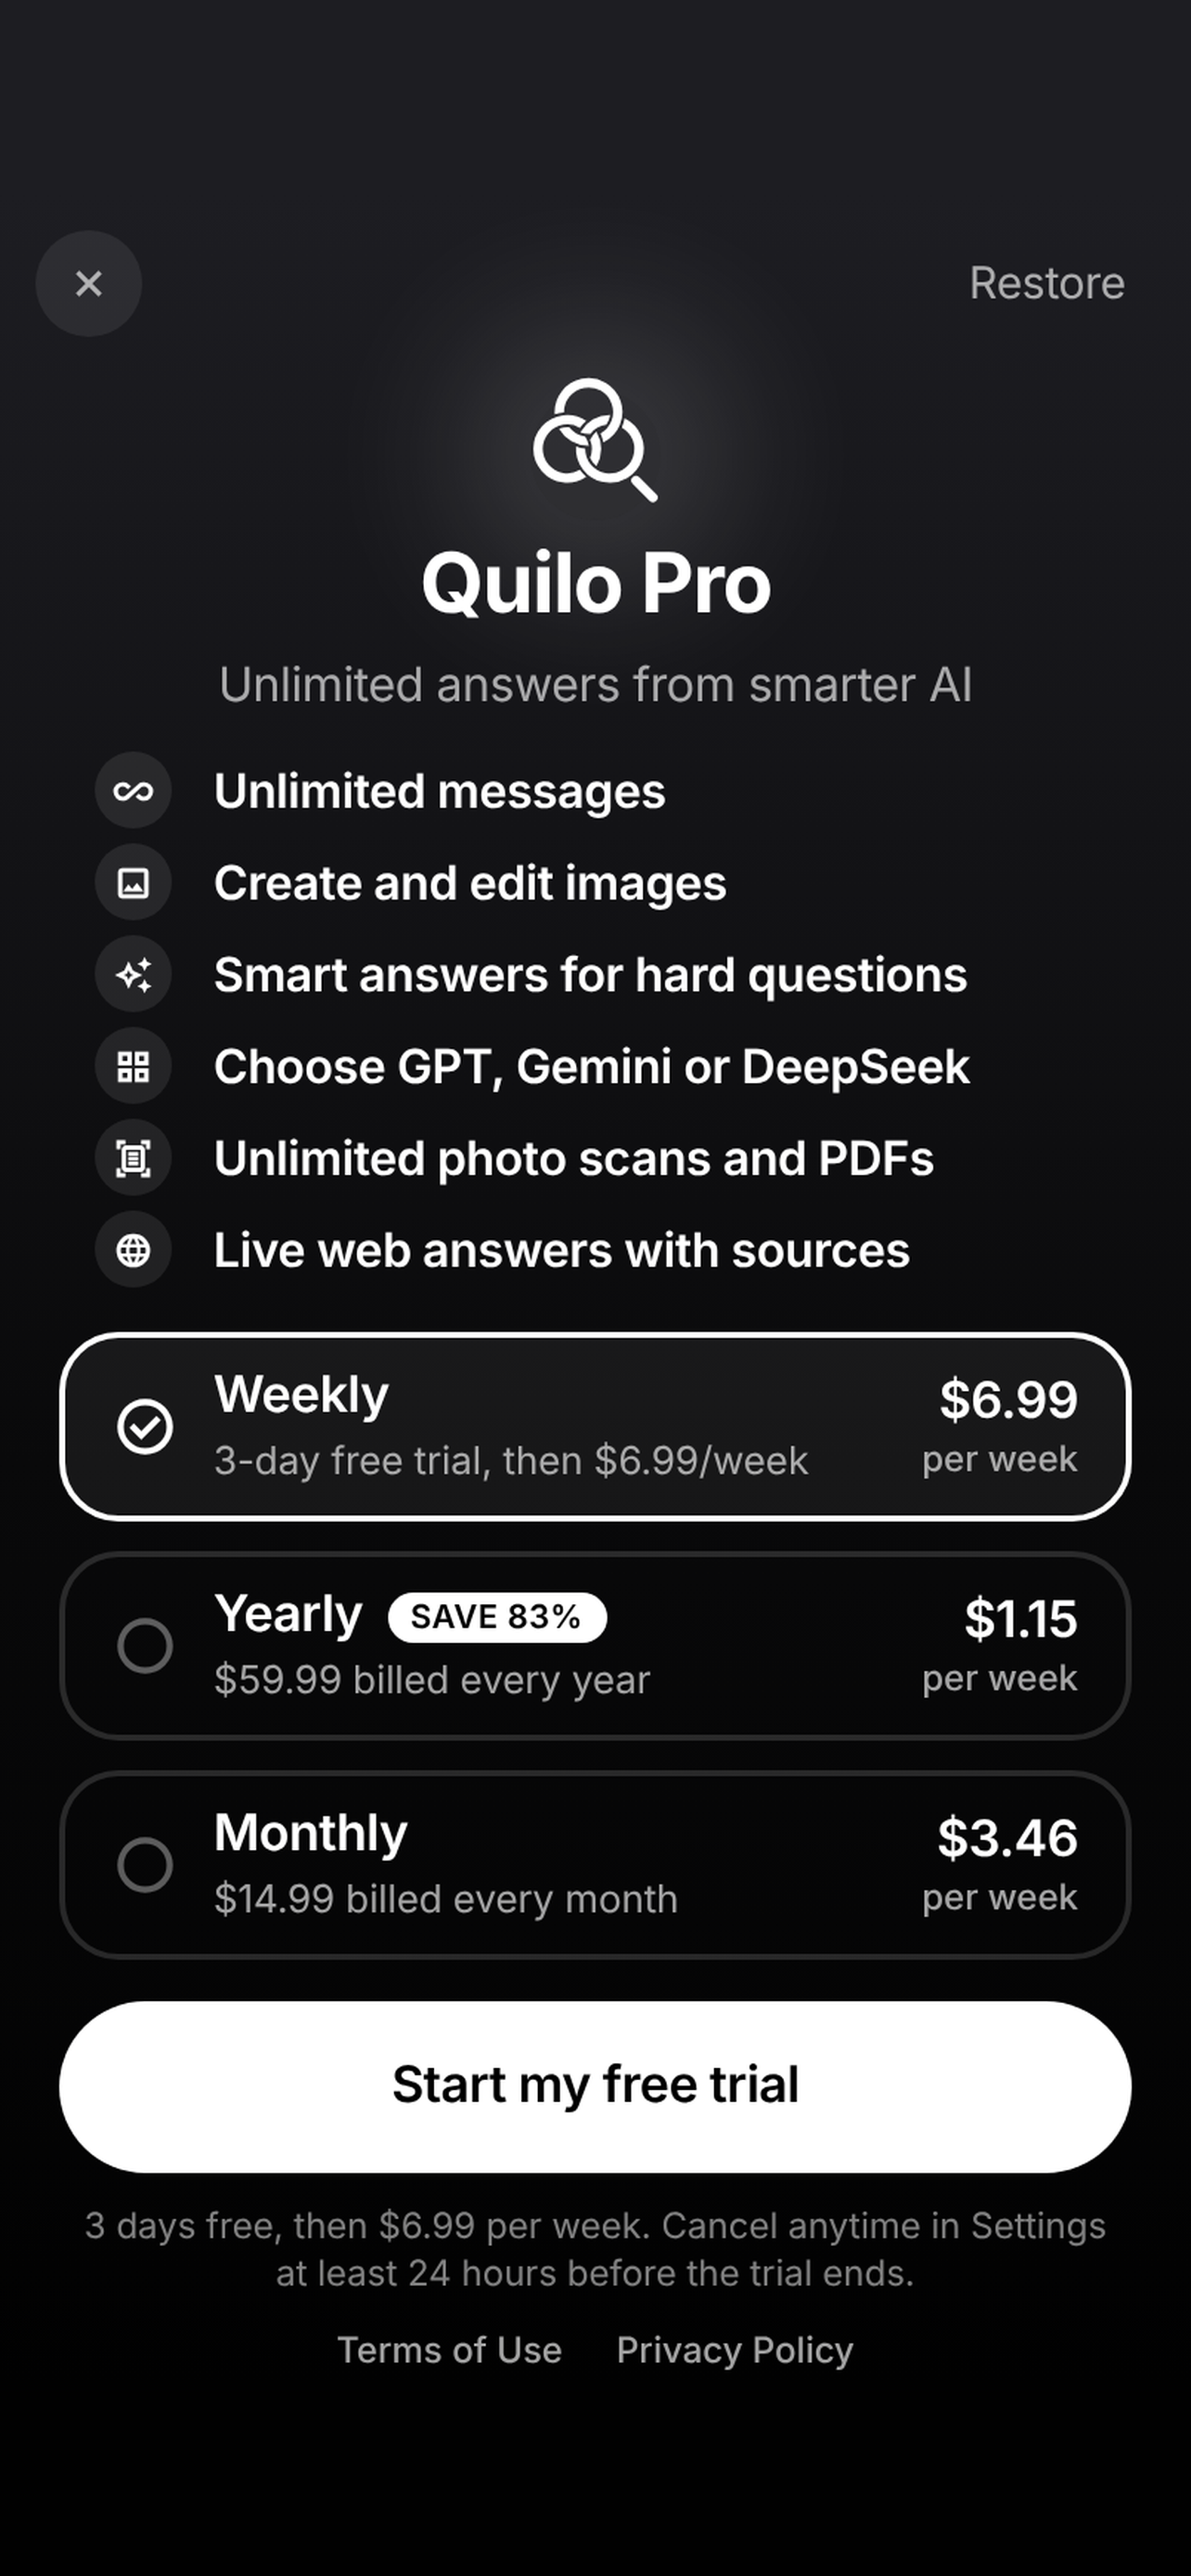 Restore
Quilo Pro
Unlimited answers from smarter AI
Unlimited messages
Create and edit images
Smart answers for hard questions
Choose GPT, Gemini or DeepSeek
Unlimited photo scans and PDFs
Live web answers with sources
Weekly
3-day free trial, then $6.99/week
$6.99
per week
Yearly SAVE 83%
$59.99 billed every year
$1.15
per week
Monthly
$14.99 billed every month
$3.46
per week
Start my free trial
3 days free, then $6.99 per week. Cancel anytime in Settings
at least 24 hours before the trial ends.
Terms of Use Privacy Policy